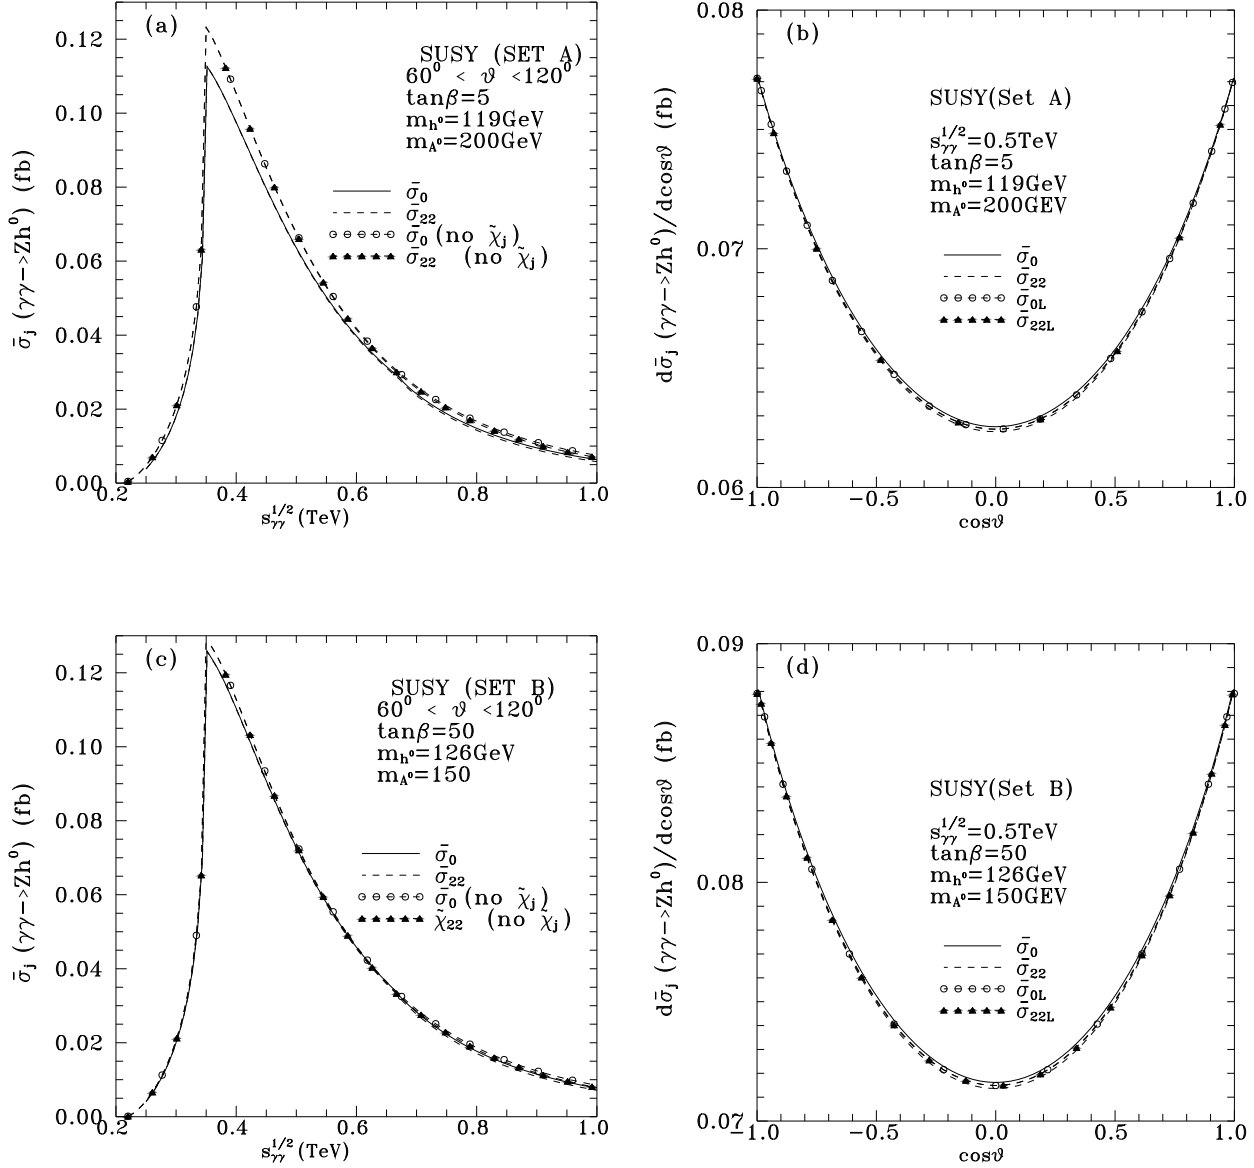 (a)
SUSY (SET A)
60⁰ < ϑ <120⁰
tanβ=5
m_h⁰=119GeV
m_A⁰=200GeV
σ̄₀
σ̄₂₂
σ̄₀ (no χ̃ⱼ)
σ̄₂₂ (no χ̃ⱼ)
σ̄ⱼ (γγ−>Zh⁰) (fb)
0.12
0.10
0.08
0.06
0.04
0.02
0.00
0.2 0.4 0.6 0.8 1.0
s_γγ^1/2 (TeV)
(b)
SUSY(Set A)
s_γγ^1/2=0.5TeV
tanβ=5
m_h⁰=119GeV
m_A⁰=200GEV
σ̄₀
σ̄₂₂
σ̄_0L
σ̄_22L
dσ̄ⱼ (γγ−>Zh⁰)/dcosϑ (fb)
0.08
0.07
0.06
−1.0 −0.5 0.0 0.5 1.0
cosϑ
(c)
SUSY (SET B)
60⁰ < ϑ <120⁰
tanβ=50
m_h⁰=126GeV
m_A⁰=150
σ̄₀
σ̄₂₂
σ̄₀ (no χ̃ⱼ)
χ̃₂₂ (no χ̃ⱼ)
σ̄ⱼ (γγ−>Zh⁰) (fb)
0.12
0.10
0.08
0.06
0.04
0.02
0.00
0.2 0.4 0.6 0.8 1.0
s_γγ^1/2 (TeV)
(d)
SUSY(Set B)
s_γγ^1/2=0.5TeV
tanβ=50
m_h⁰=126GeV
m_A⁰=150GEV
σ̄₀
σ̄₂₂
σ̄_0L
σ̄_22L
dσ̄ⱼ (γγ−>Zh⁰)/dcosϑ (fb)
0.09
0.08
0.07
−1.0 −0.5 0.0 0.5 1.0
cosϑ